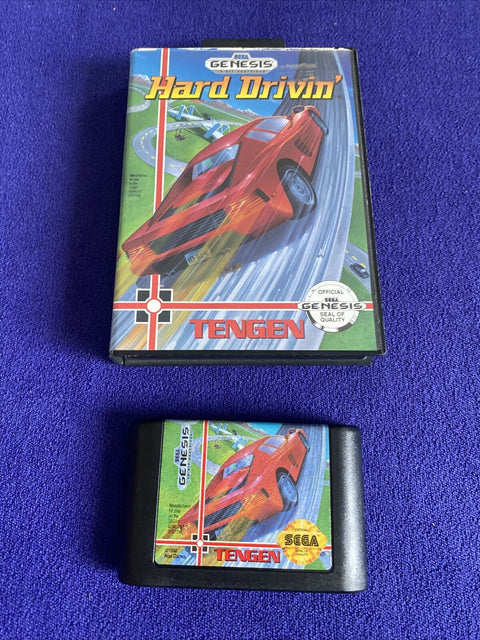 SEGA
GENESIS
Hard Drivin'
OFFICIAL
SEGA
GENESIS
SEAL OF
QUALITY
TENGEN
SEGA
GENESIS
SEGA
TENGEN